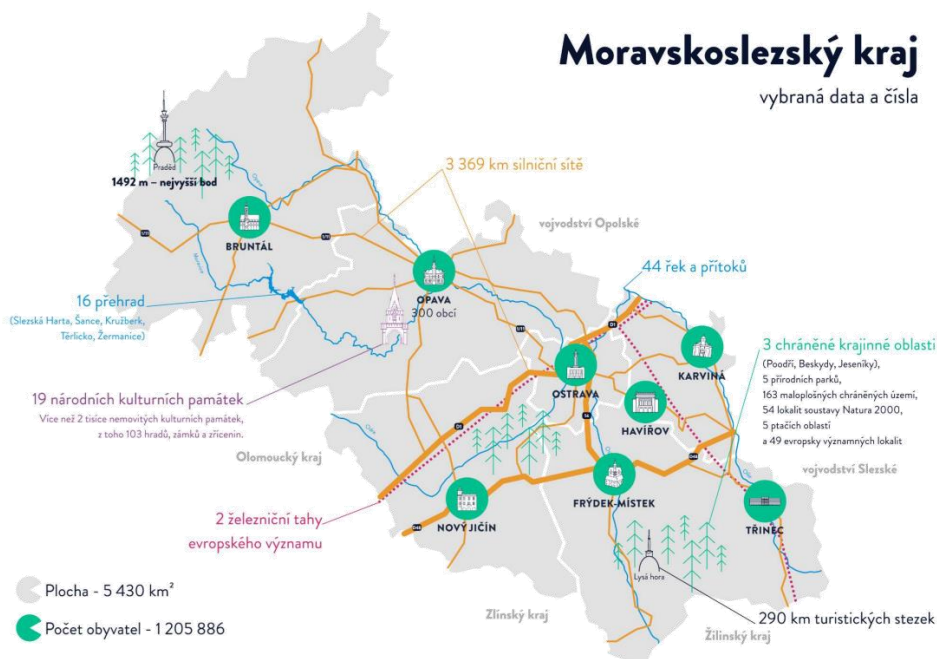 Moravskoslezský kraj
vybraná data a čísla
Praděd
1492 m – nejvyšší bod
3 369 km silniční sítě
vojvodství Opolské
BRUNTÁL
44 řek a přítoků
OPAVA
300 obcí
16 přehrad
(Slezská Harta, Šance, Kružberk,
Těrlicko, Žermanice)
3 chráněné krajinné oblasti
(Poodří, Beskydy, Jeseníky),
5 přírodních parků,
163 maloplošných chráněných území,
54 lokalit soustavy Natura 2000,
5 ptačích oblastí
a 49 evropsky významných lokalit
KARVINÁ
OSTRAVA
19 národních kulturních památek
Více než 2 tisíce nemovitých kulturních památek,
z toho 103 hradů, zámků a zřícenin.
HAVÍŘOV
Olomoucký kraj
vojvodství Slezské
FRÝDEK-MÍSTEK
NOVÝ JIČÍN
TŘINEC
2 železniční tahy
evropského významu
Lysá hora
Plocha - 5 430 km²
Zlínský kraj
290 km turistických stezek
Žilinský kraj
Počet obyvatel - 1 205 886